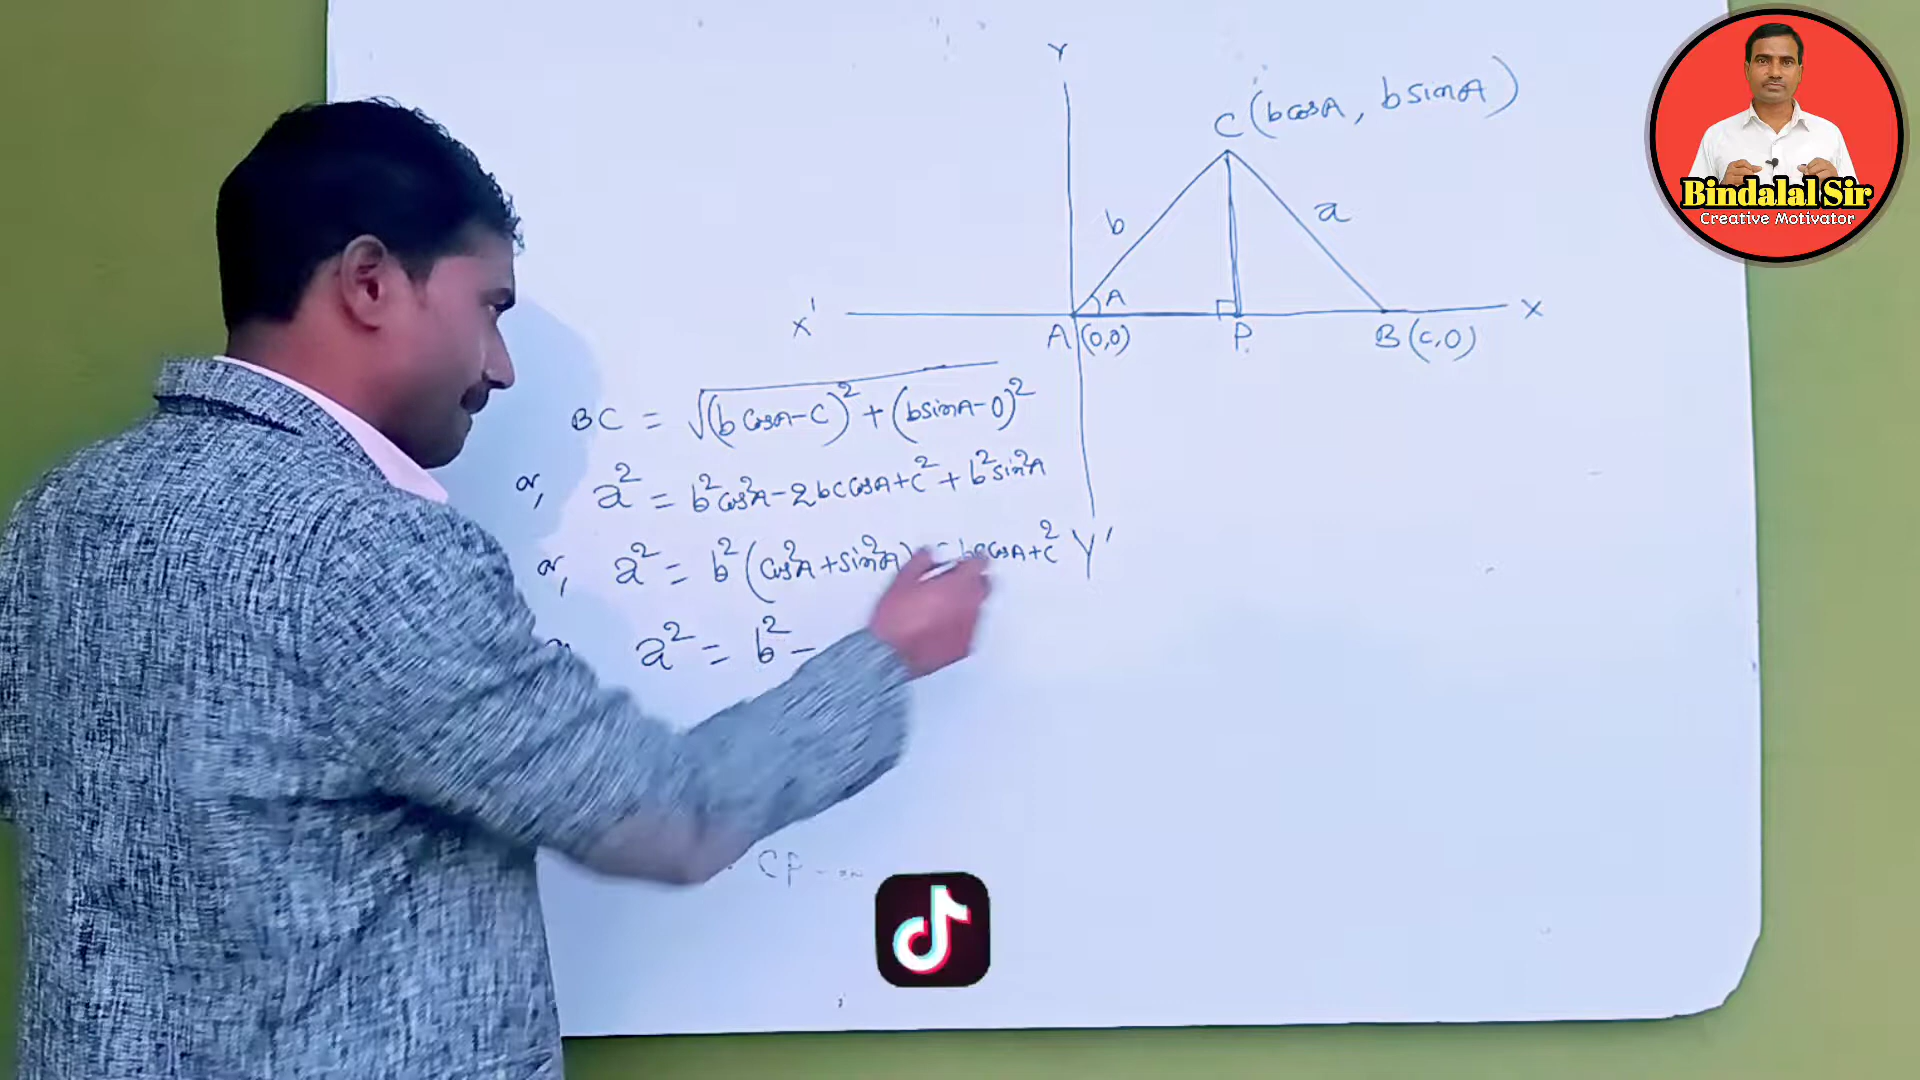 Y
C (b cosA, b sinA)
Bindalal Sir
Creative Motivator
b
a
A
X'
X
A (0,0)
P
B (c,0)
BC = √(b cosA - c)² + (b sinA - 0)²
or, a² = b² cos²A - 2bc cosA + c² + b² sin²A
or, a² = b² (cos²A + sin²A) cosA + c²
Y'
a² = b² -
CP